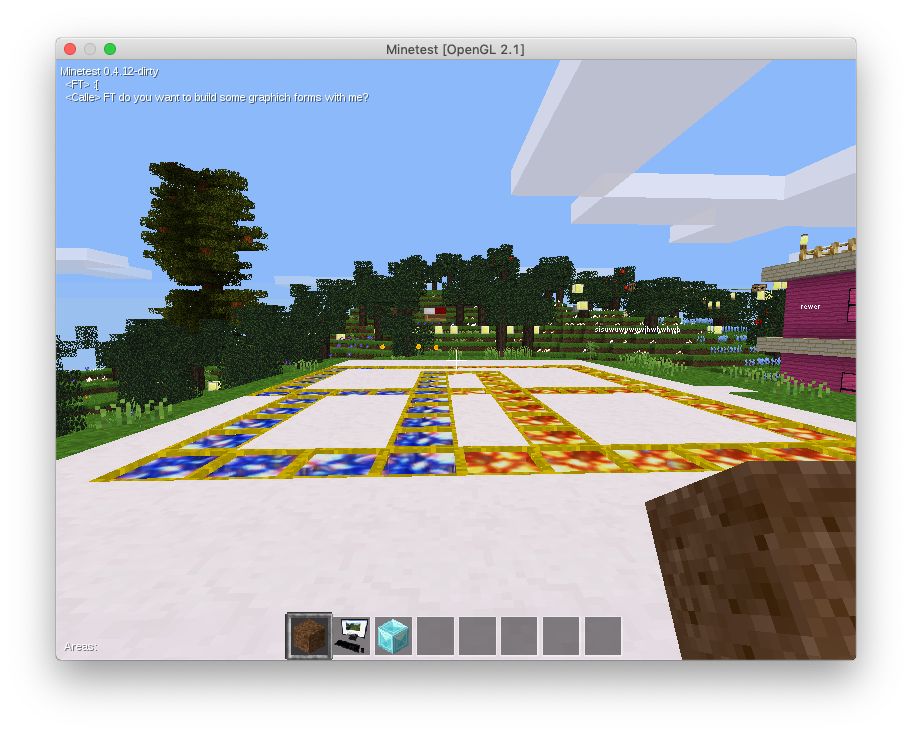 Minetest [OpenGL 2.1]
Minetest 0.4.12-dirty
<FT> :[
<Calle> FT do you want to build some graphich forms with me?
rewer
Areas: